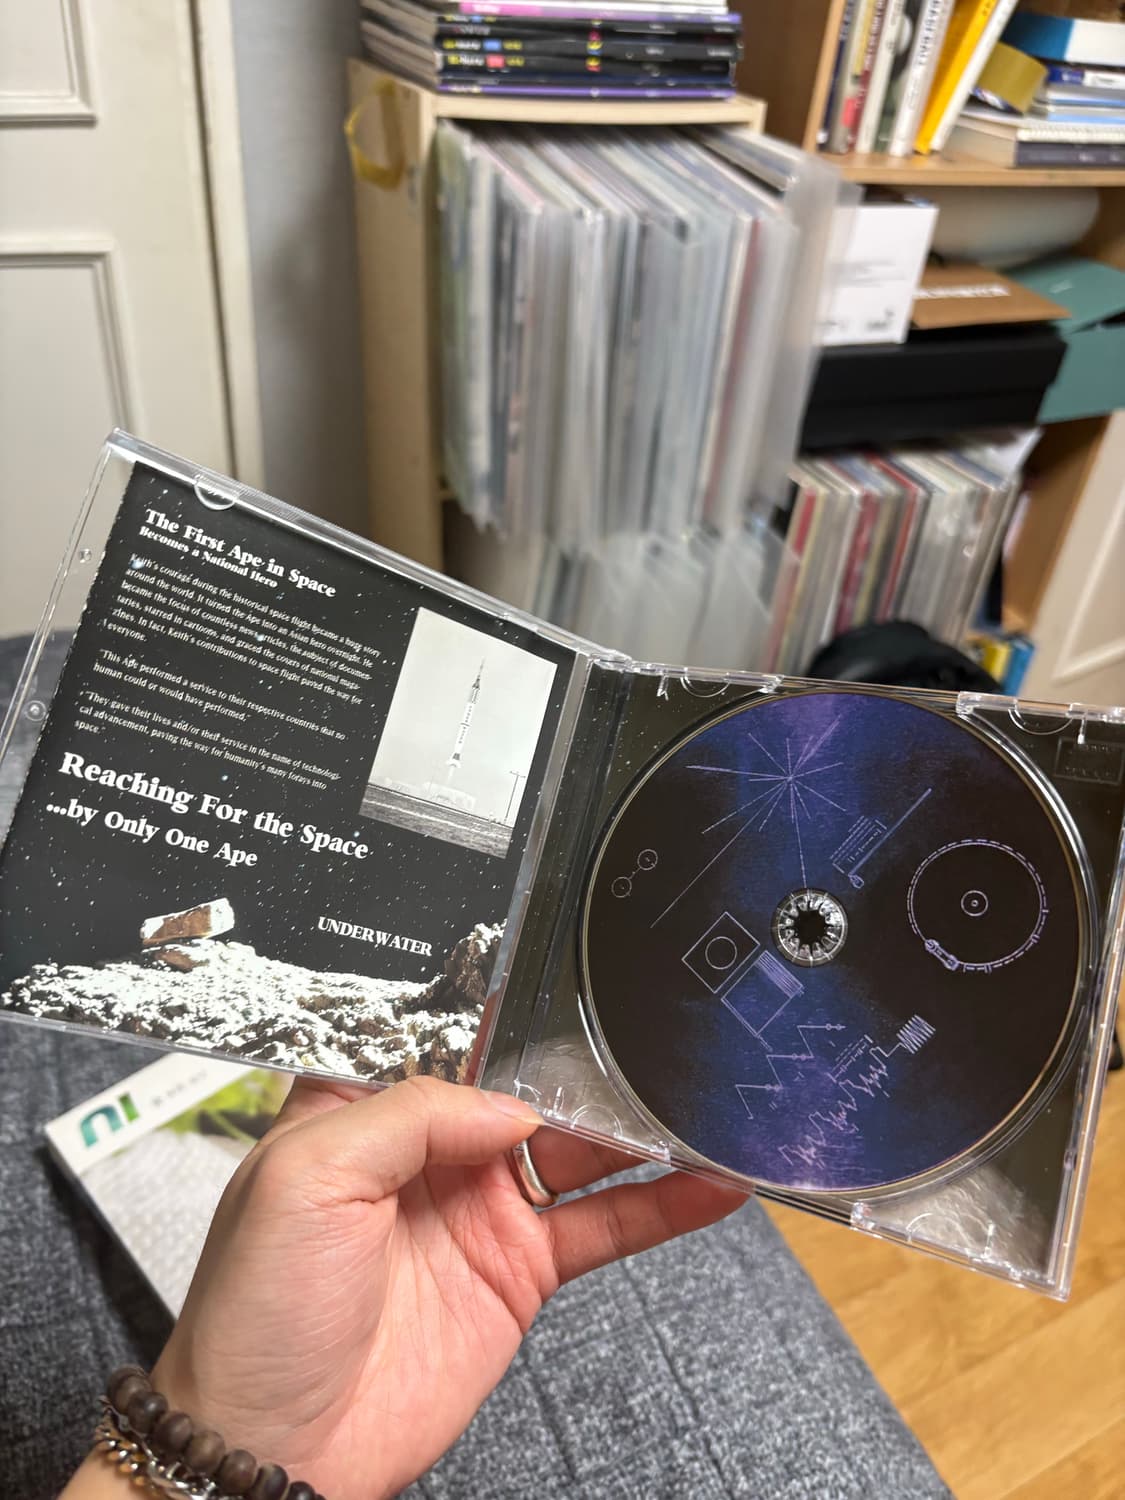 The First Ape in Space
Becomes a National Hero
Keith's courage during the historical space flight became a huge story
around the world. It turned the Ape into an Asian hero overnight. He
became the focus of countless news articles, the subject of documen-
taries, starred in cartoons, and graced the covers of national maga-
zines. In fact, Keith's contributions to space flight paved the way for
everyone.
"This Ape performed a service to their respective countries that no
human could or would have performed."
"They gave their lives and/or their service in the name of technologi-
cal advancement, paving the way for humanity's many forays into
space."
Reaching For the Space
...by Only One Ape
UNDERWATER